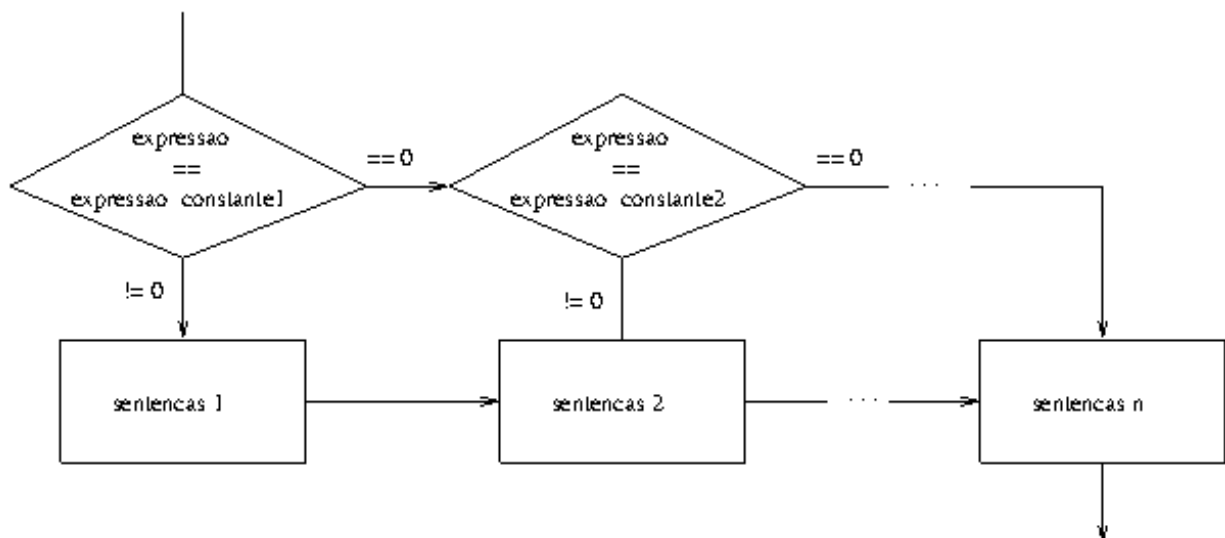 expressao
==
expressao constante1
== 0
expressao
==
expressao constante2
== 0
...
!= 0
!= 0
sentencas 1
sentencas 2
...
sentencas n